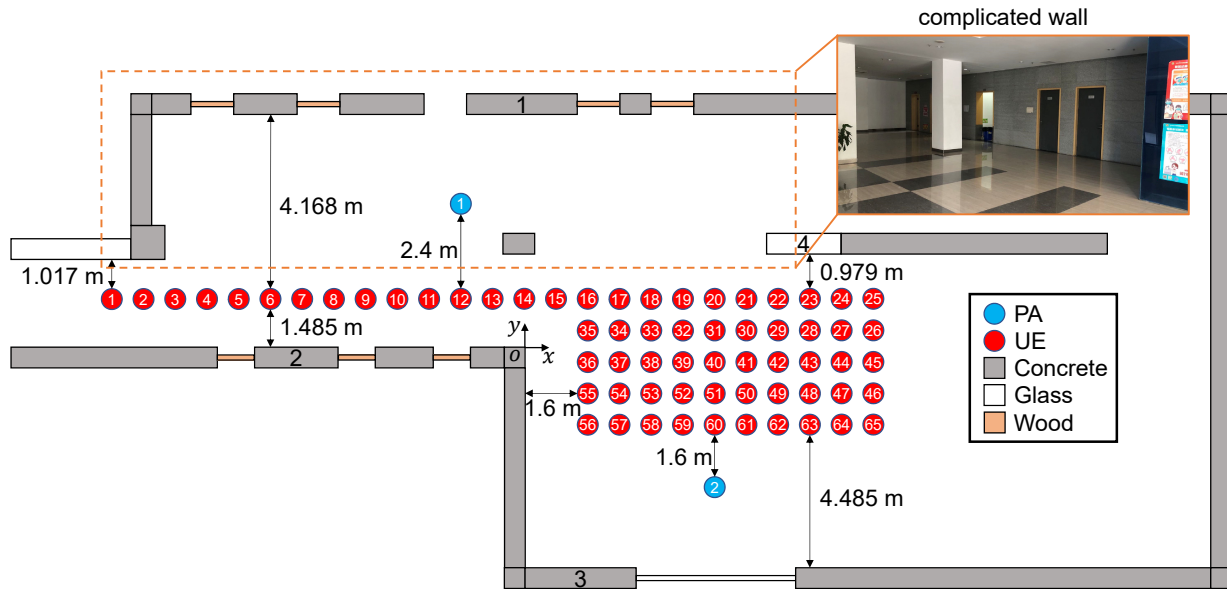 complicated wall
1
4.168 m
1
2.4 m
4
1.017 m
0.979 m
1 2 3 4 5 6 7 8 9 10 11 12 13 14 15 16 17 18 19 20 21 22 23 24 25
1.485 m
35 34 33 32 31 30 29 28 27 26
y
2
o x
36 37 38 39 40 41 42 43 44 45
1.6 m
55 54 53 52 51 50 49 48 47 46
56 57 58 59 60 61 62 63 64 65
1.6 m
2
4.485 m
3
PA
UE
Concrete
Glass
Wood